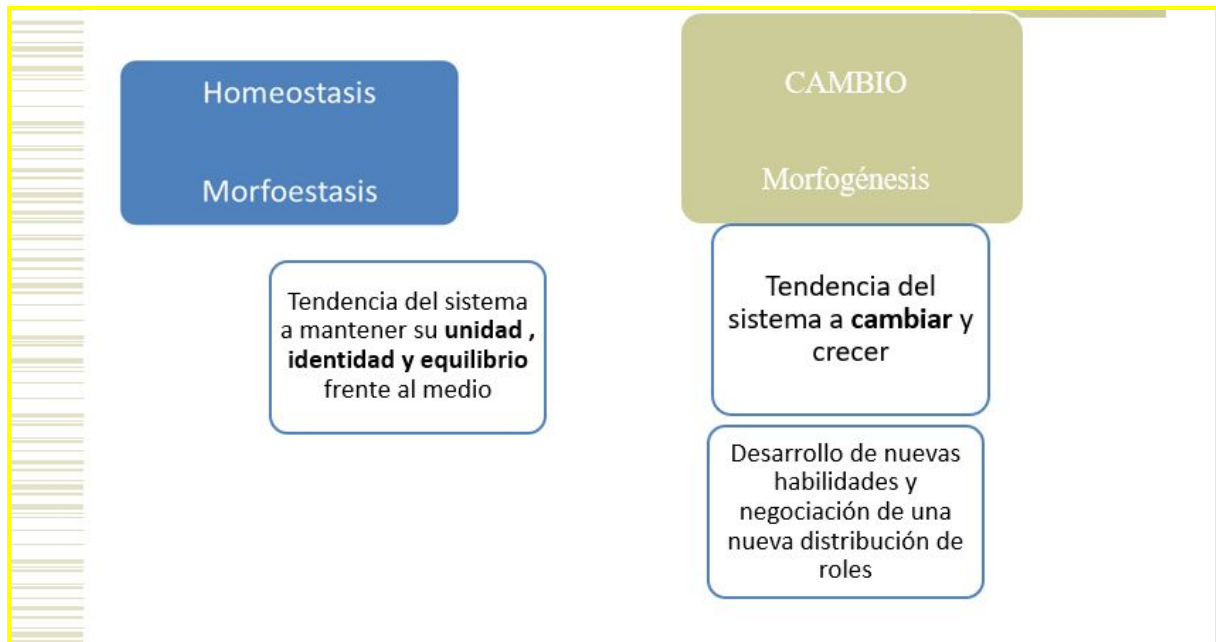 Homeostasis
Morfoestasis
Tendencia del sistema
a mantener su unidad ,
identidad y equilibrio
frente al medio
CAMBIO
Morfogénesis
Tendencia del
sistema a cambiar y
crecer
Desarrollo de nuevas
habilidades y
negociación de una
nueva distribución de
roles